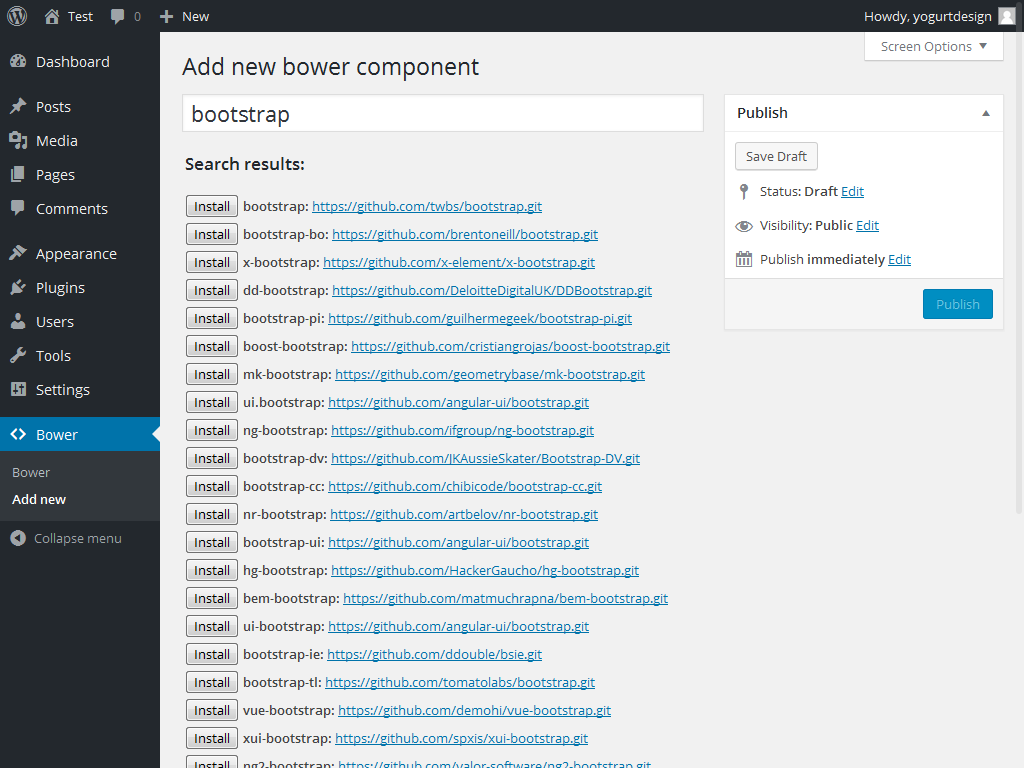 Test 0 New Howdy, yogurtdesign
Screen Options
Dashboard
Posts
Media
Pages
Comments
Appearance
Plugins
Users
Tools
Settings
Bower
Bower
Add new
Collapse menu
Add new bower component
bootstrap
Search results:
Install bootstrap: https://github.com/twbs/bootstrap.git
Install bootstrap-bo: https://github.com/brentoneill/bootstrap.git
Install x-bootstrap: https://github.com/x-element/x-bootstrap.git
Install dd-bootstrap: https://github.com/DeloitteDigitalUK/DDBootstrap.git
Install bootstrap-pi: https://github.com/guilhermegeek/bootstrap-pi.git
Install boost-bootstrap: https://github.com/cristiangrojas/boost-bootstrap.git
Install mk-bootstrap: https://github.com/geometrybase/mk-bootstrap.git
Install ui.bootstrap: https://github.com/angular-ui/bootstrap.git
Install ng-bootstrap: https://github.com/ifgroup/ng-bootstrap.git
Install bootstrap-dv: https://github.com/JKAussieSkater/Bootstrap-DV.git
Install bootstrap-cc: https://github.com/chibicode/bootstrap-cc.git
Install nr-bootstrap: https://github.com/artbelov/nr-bootstrap.git
Install bootstrap-ui: https://github.com/angular-ui/bootstrap.git
Install hg-bootstrap: https://github.com/HackerGaucho/hg-bootstrap.git
Install bem-bootstrap: https://github.com/matmuchrapna/bem-bootstrap.git
Install ui-bootstrap: https://github.com/angular-ui/bootstrap.git
Install bootstrap-ie: https://github.com/ddouble/bsie.git
Install bootstrap-tl: https://github.com/tomatolabs/bootstrap.git
Install vue-bootstrap: https://github.com/demohi/vue-bootstrap.git
Install xui-bootstrap: https://github.com/spxis/xui-bootstrap.git
Install ng2-bootstrap: https://github.com/valor-software/ng2-bootstrap.git
Publish
Save Draft
Status: Draft Edit
Visibility: Public Edit
Publish immediately Edit
Publish